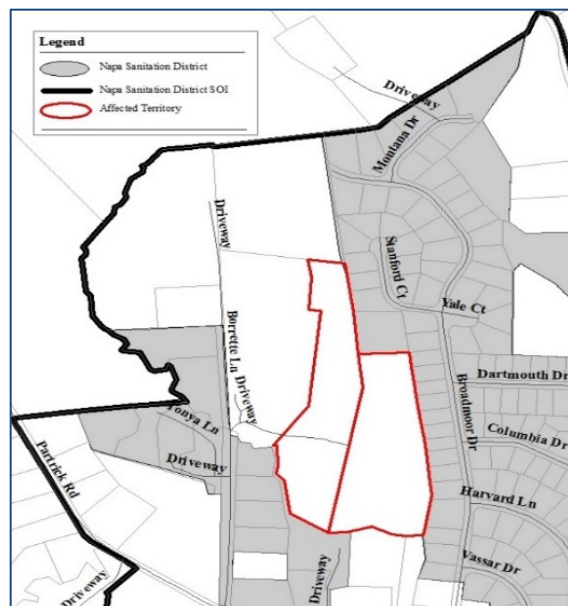 Legend
Napa Sanitation District
Napa Sanitation District SOI
Affected Territory
Driveway
Montana Dr
Driveway
Stanford Ct
Yale Ct
Borrette Ln
Driveway
Dartmouth Dr
Broadmoor Dr
Tonya Ln
Columbia Dr
Partrick Rd
Driveway
Harvard Ln
Vassar Dr
Driveway
Driveway